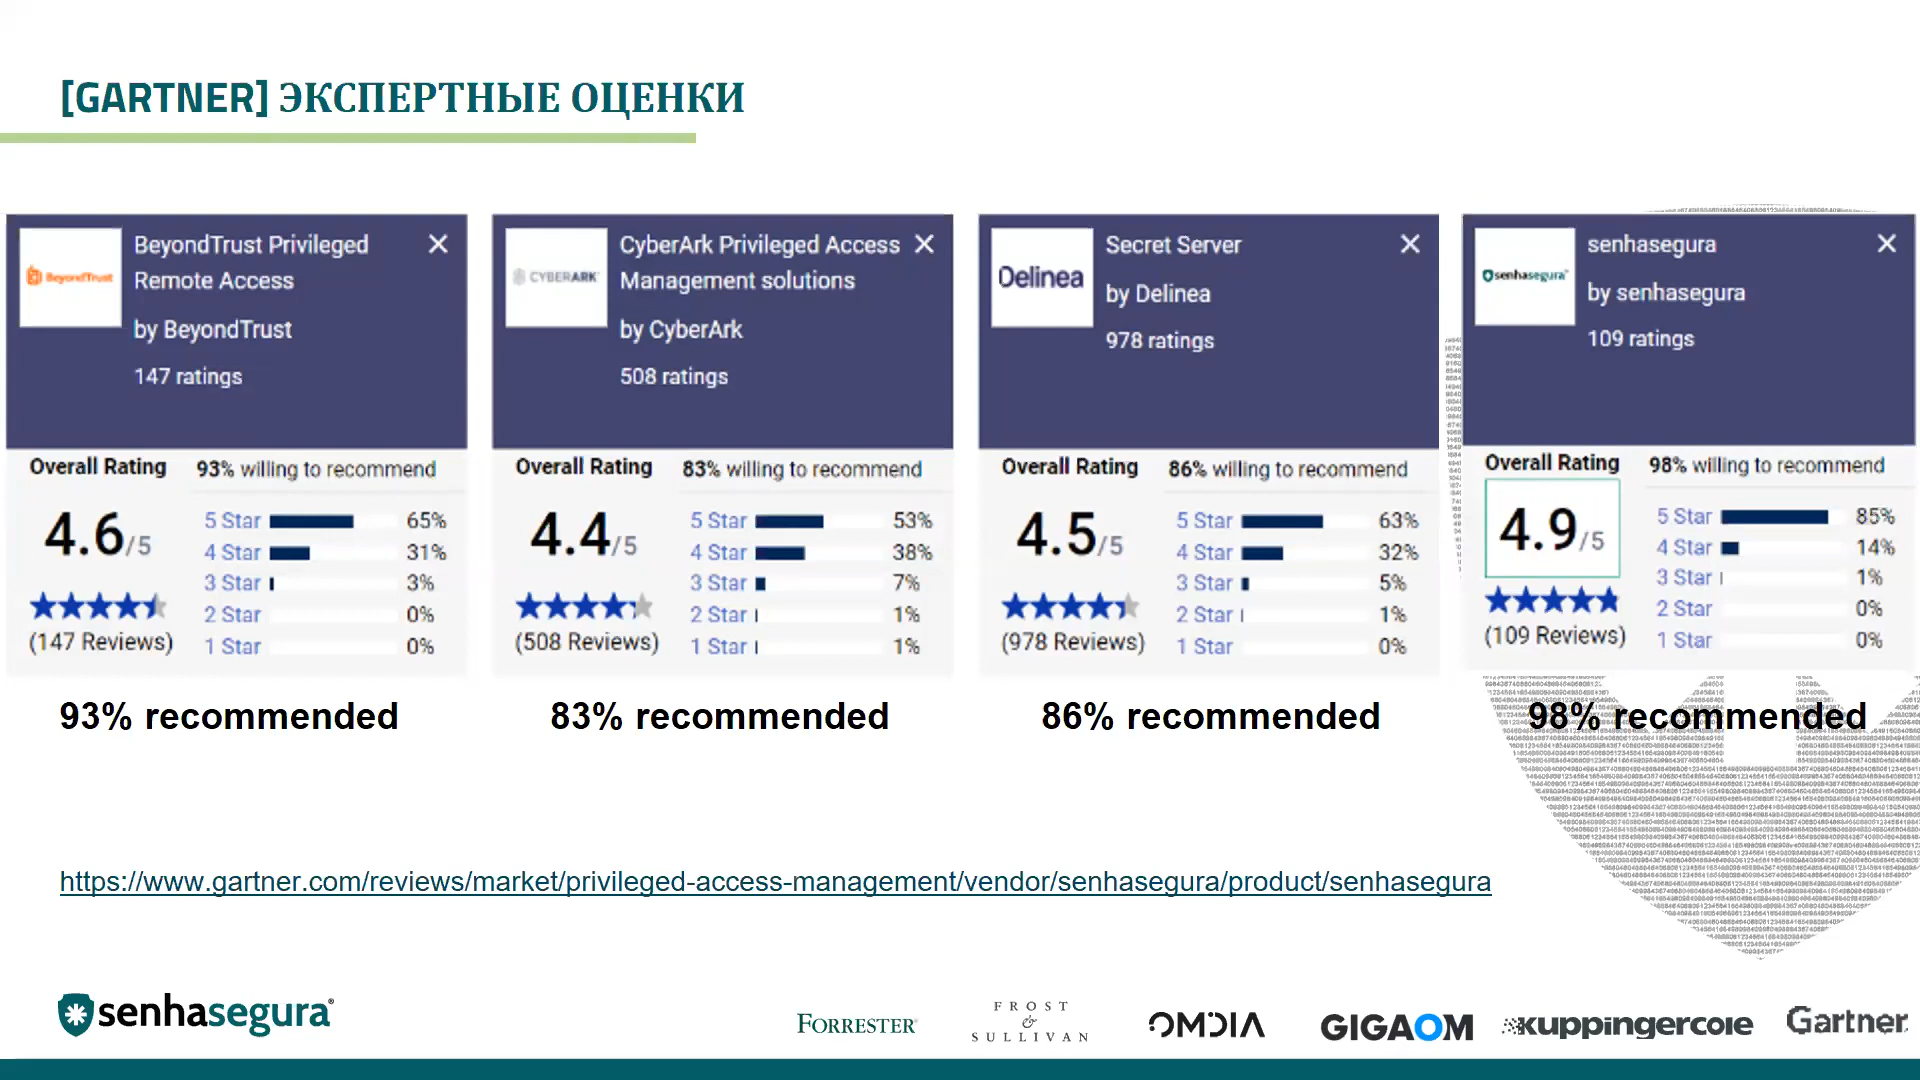 [GARTNER] ЭКСПЕРТНЫЕ ОЦЕНКИ
BeyondTrust
BeyondTrust Privileged
Remote Access
by BeyondTrust
147 ratings
Overall Rating
93% willing to recommend
4.6/5
5 Star 65%
4 Star 31%
3 Star 3%
2 Star 0%
1 Star 0%
(147 Reviews)
93% recommended
CYBERARK
CyberArk Privileged Access
Management solutions
by CyberArk
508 ratings
Overall Rating
83% willing to recommend
4.4/5
5 Star 53%
4 Star 38%
3 Star 7%
2 Star 1%
1 Star 1%
(508 Reviews)
83% recommended
Delinea
Secret Server
by Delinea
978 ratings
Overall Rating
86% willing to recommend
4.5/5
5 Star 63%
4 Star 32%
3 Star 5%
2 Star 1%
1 Star 0%
(978 Reviews)
86% recommended
senhasegura
senhasegura
by senhasegura
109 ratings
Overall Rating
98% willing to recommend
4.9/5
5 Star 85%
4 Star 14%
3 Star 1%
2 Star 0%
1 Star 0%
(109 Reviews)
98% recommended
https://www.gartner.com/reviews/market/privileged-access-management/vendor/senhasegura/product/senhasegura
senhasegura®
FORRESTER
FROST
&
SULLIVAN
OMDIA
GIGAOM
kuppingercole
Gartner